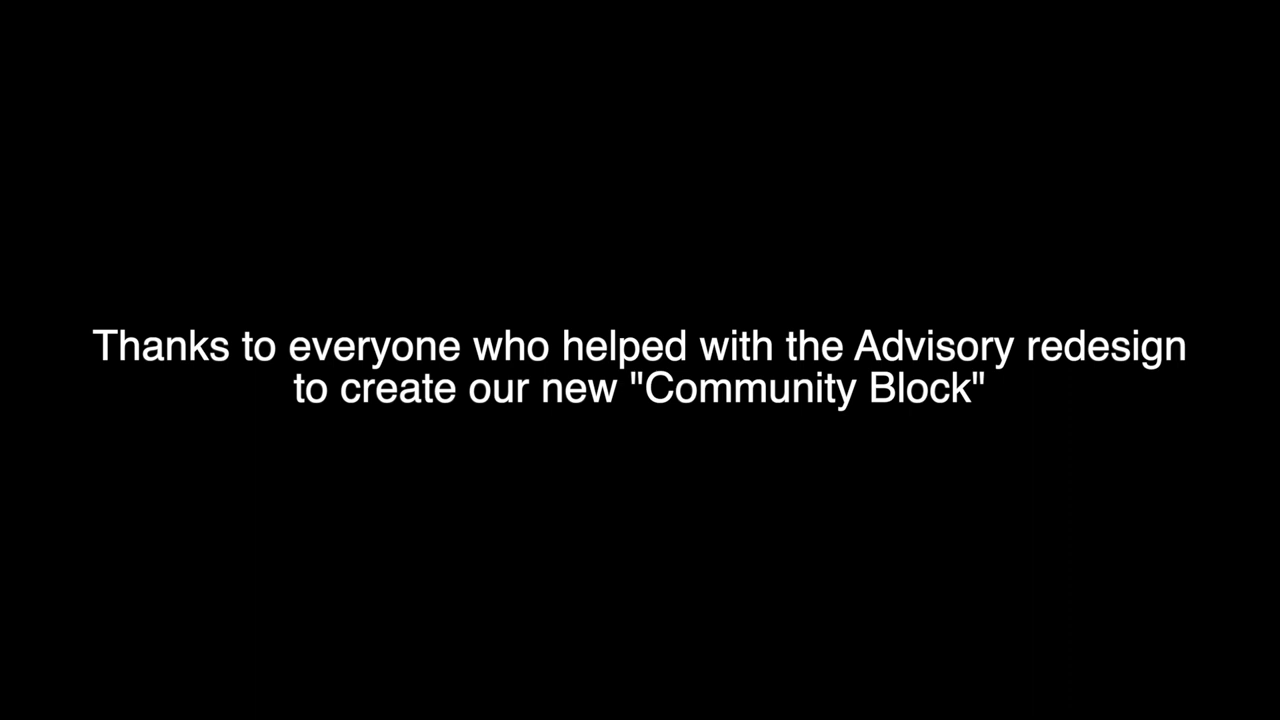 Thanks to everyone who helped with the Advisory redesign
to create our new "Community Block"